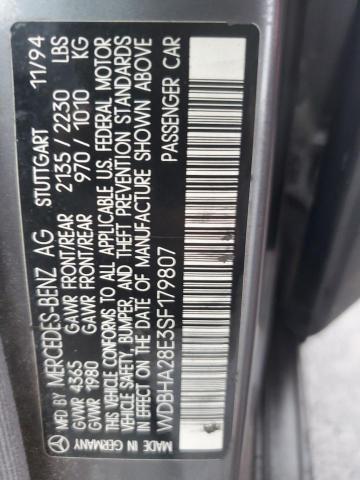 MERCEDES-BENZ AG STUTTGART 11/94
GVWR 4365 GAWR FRONT/REAR 2135 / 2230 LBS
GVWR 1980 GAWR FRONT/REAR 970 / 1010 KG
THIS VEHICLE CONFORMS TO ALL APPLICABLE U.S. FEDERAL MOTOR
VEHICLE SAFETY, BUMPER, AND THEFT PREVENTION STANDARDS
IN EFFECT ON THE DATE OF MANUFACTURE SHOWN ABOVE
WDBHA28E3SF179807 PASSENGER CAR
MADE IN GERMANY